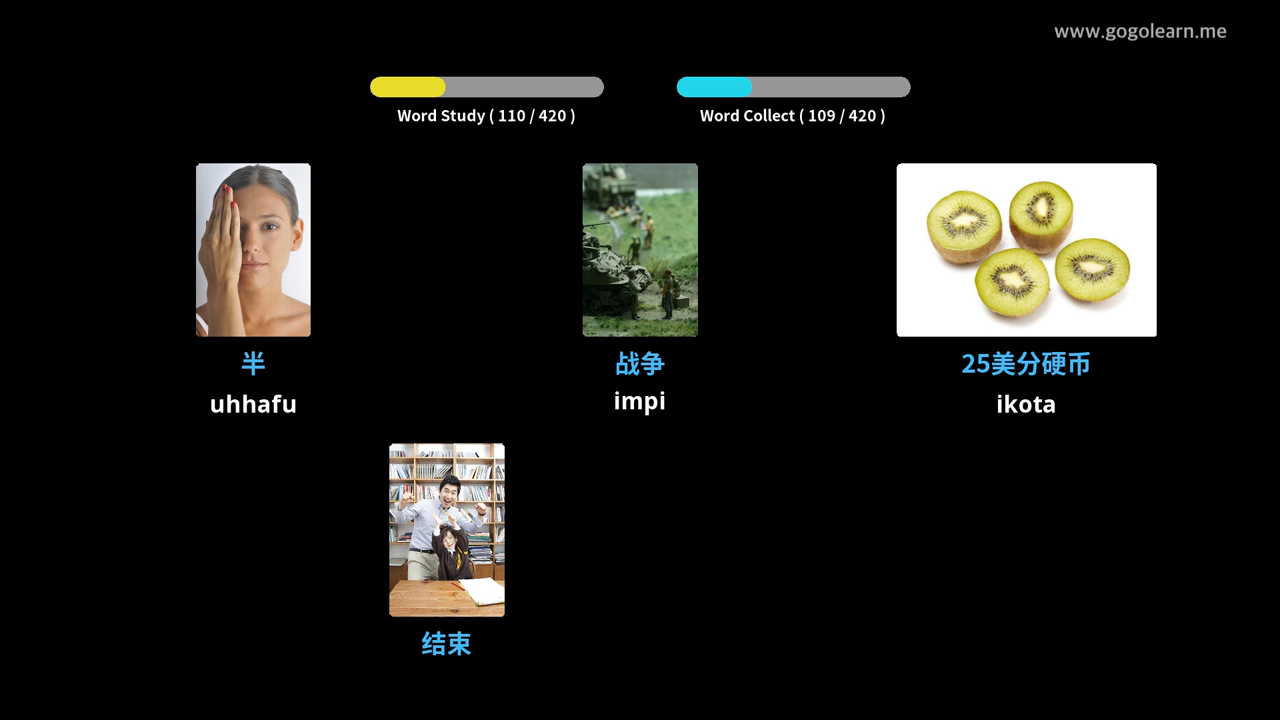 www.gogolearn.me
Word Study ( 110 / 420 )
Word Collect ( 109 / 420 )
半
战争
25美分硬币
uhhafu
impi
ikota
结束